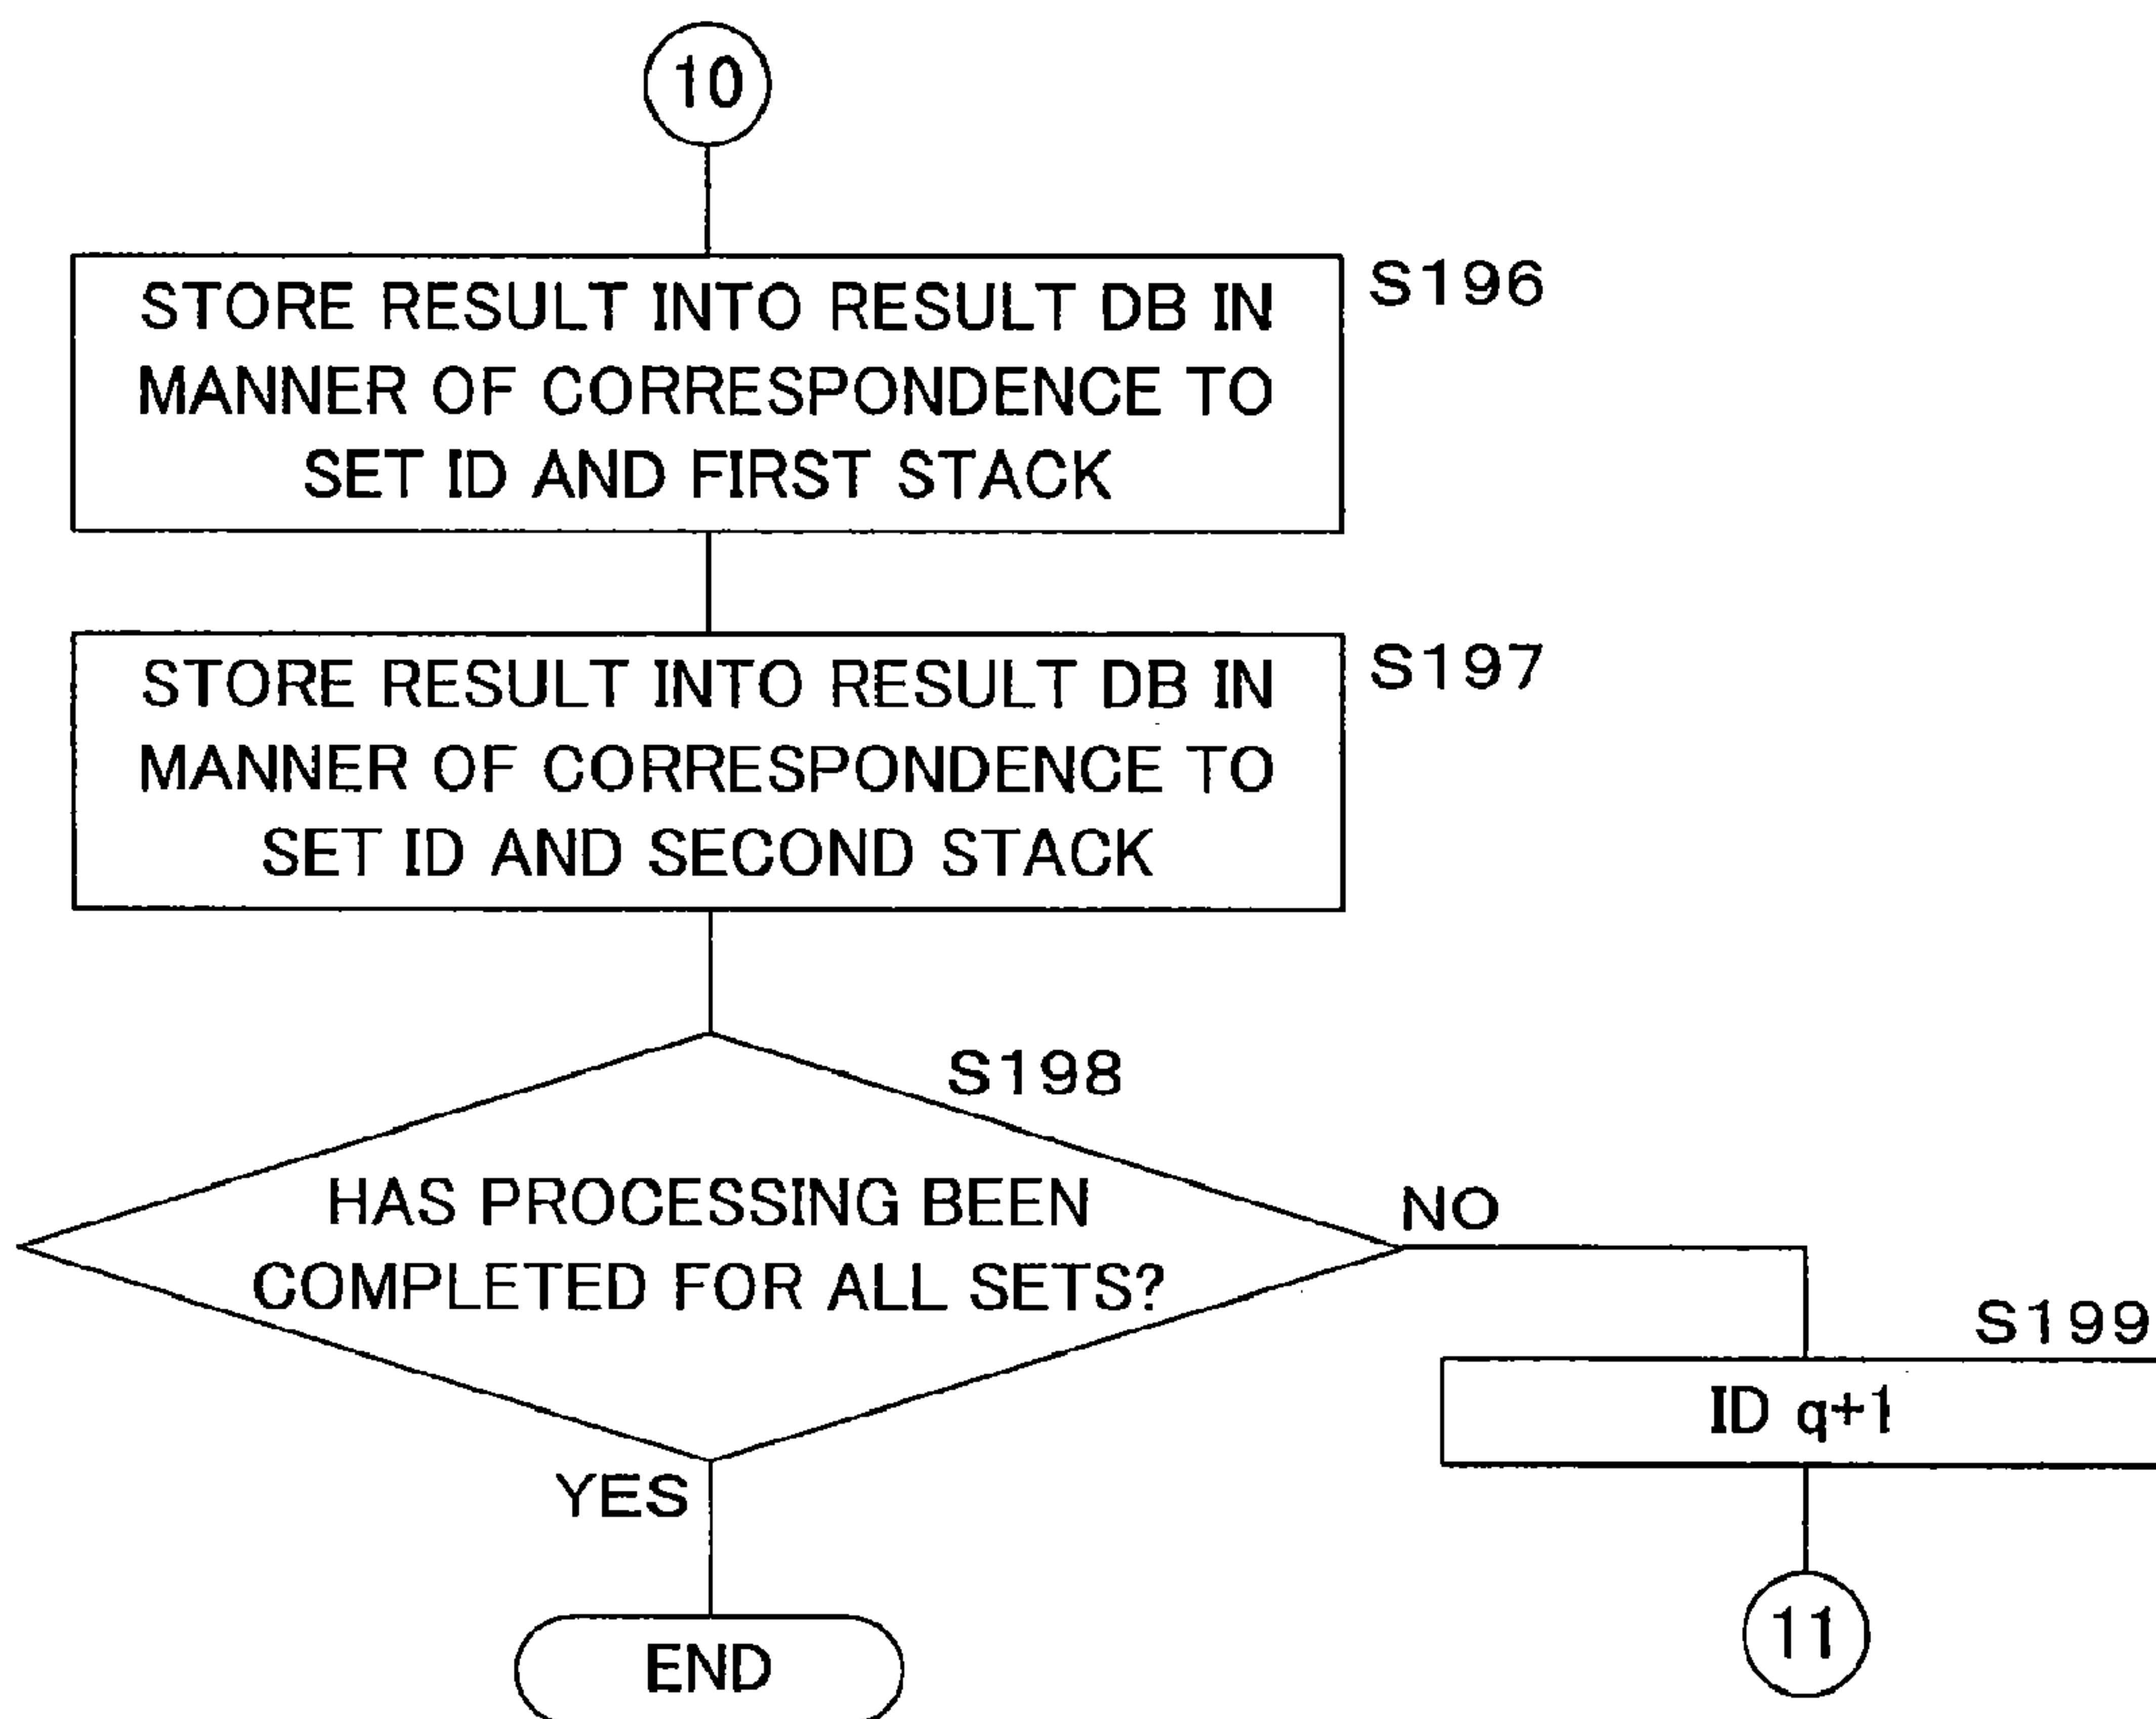 10
S196
STORE RESULT INTO RESULT DB IN
MANNER OF CORRESPONDENCE TO
SET ID AND FIRST STACK
S197
STORE RESULT INTO RESULT DB IN
MANNER OF CORRESPONDENCE TO
SET ID AND SECOND STACK
S198
HAS PROCESSING BEEN
COMPLETED FOR ALL SETS?
NO
S199
ID q+1
YES
END
11